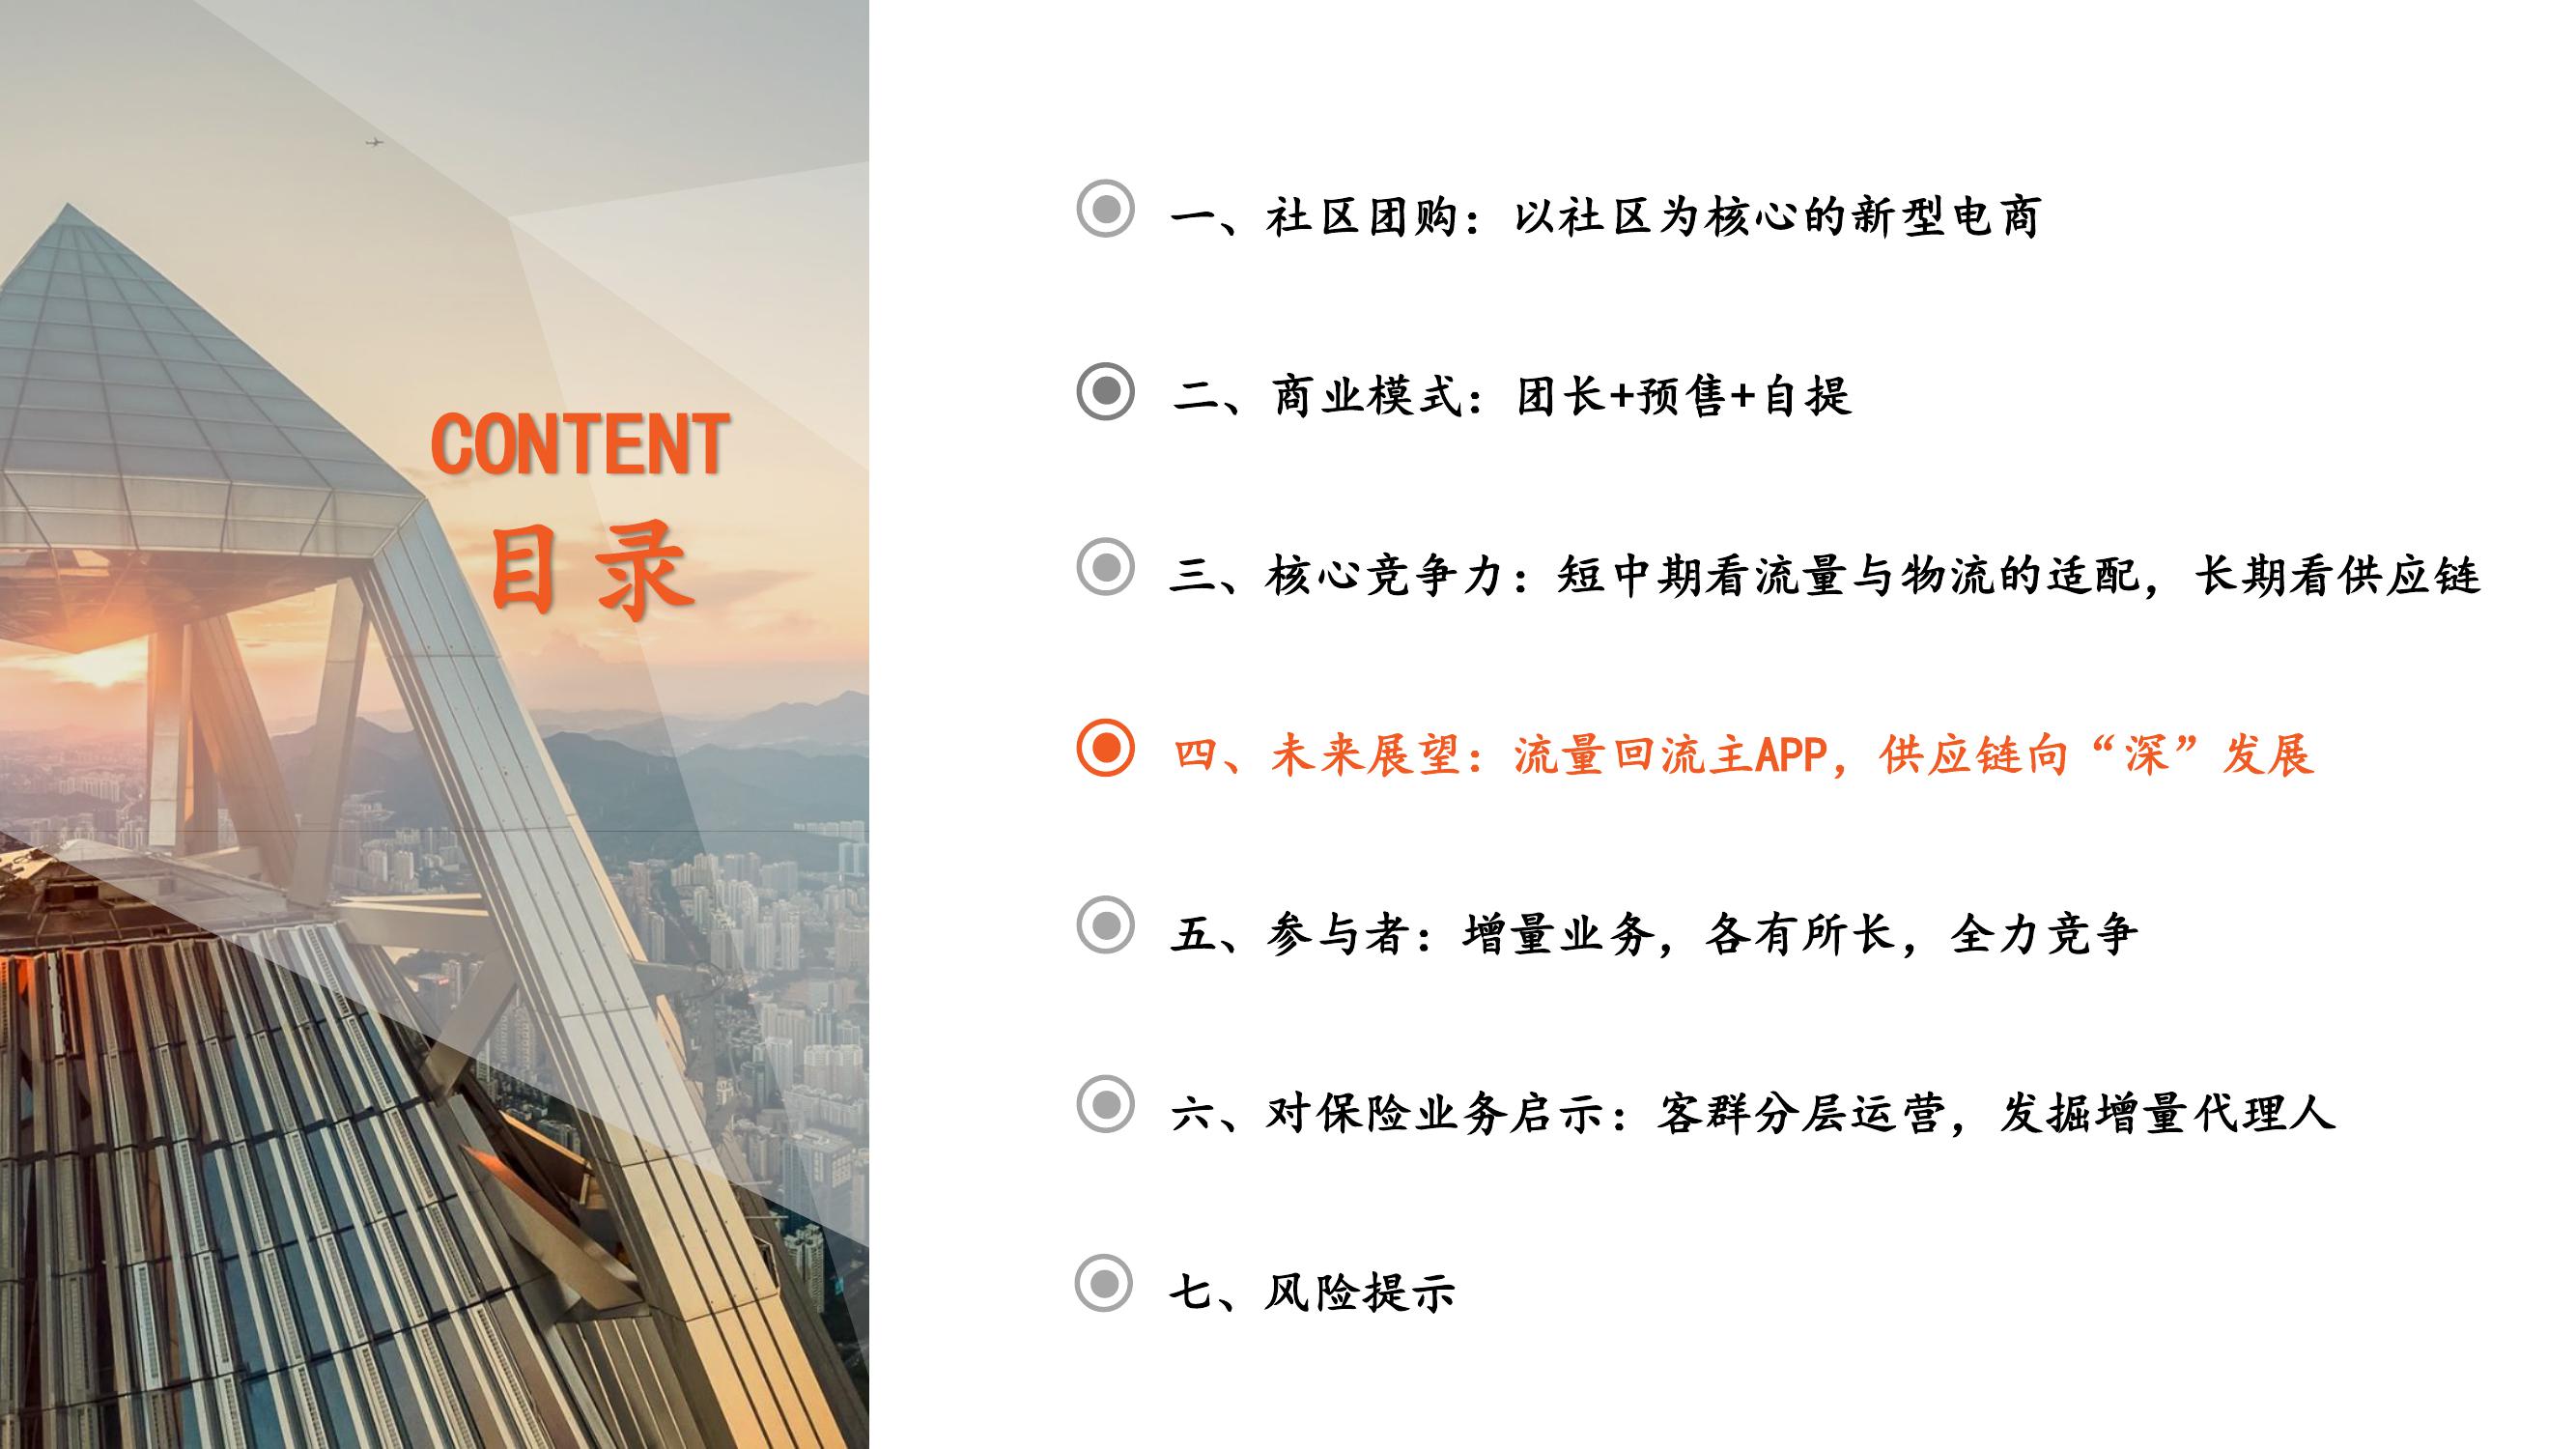 CONTENT
目录
一、社区团购：以社区为核心的新型电商
二、商业模式：团长+预售+自提
三、核心竞争力：短中期看流量与物流的适配，长期看供应链
四、未来展望：流量回流主APP，供应链向“深”发展
五、参与者：增量业务，各有所长，全力竞争
六、对保险业务启示：客群分层运营，发掘增量代理人
七、风险提示